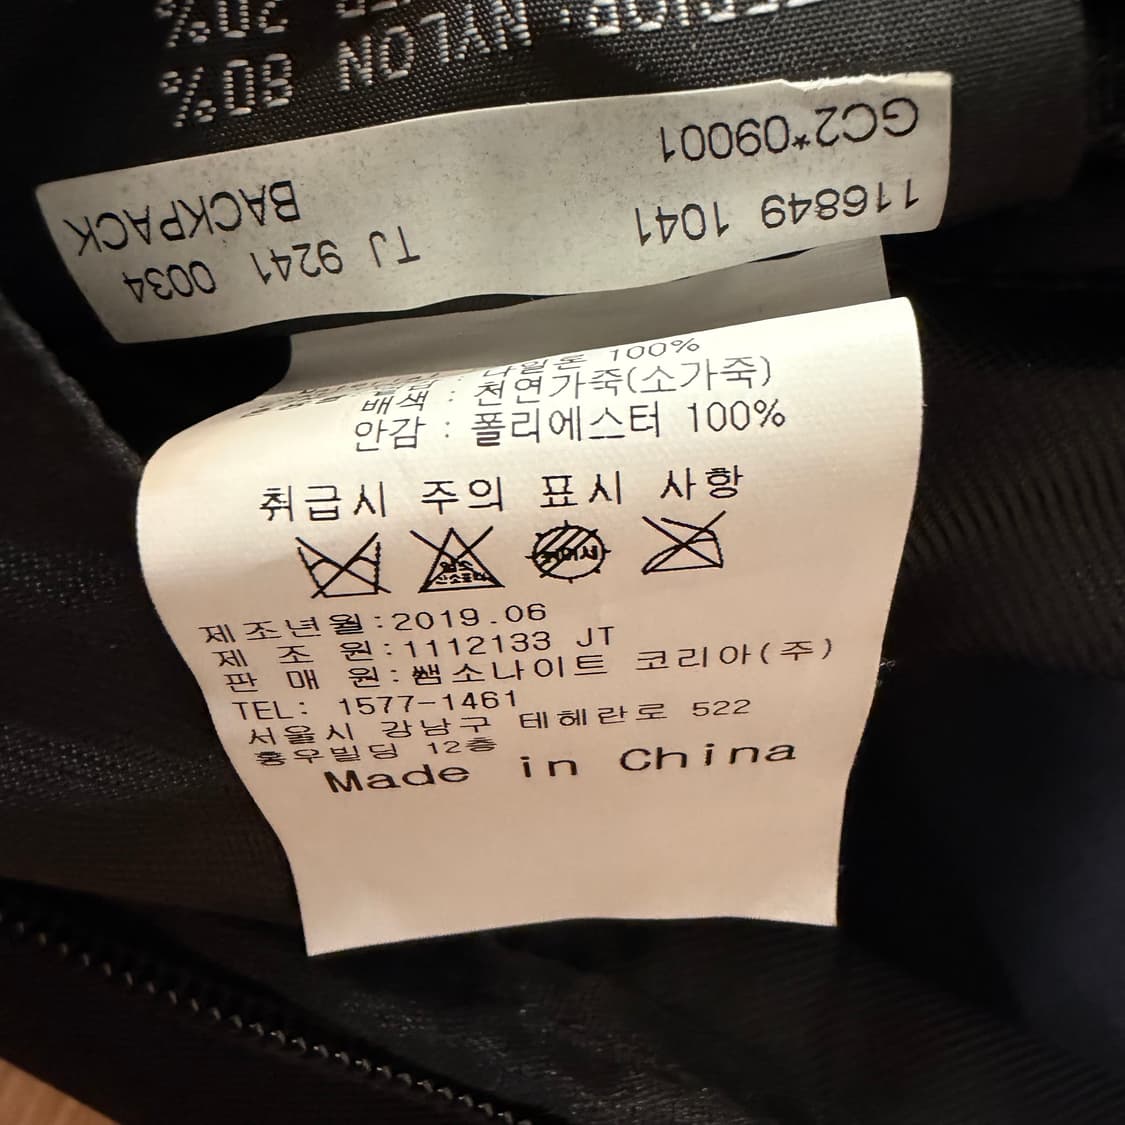 NYLON 80%
20%
116849 1041 TJ 9241 0034
GC2*09001 BACKPACK
100%
배색 : 천연가죽(소가죽)
안감 : 폴리에스터 100%
취급시 주의 표시 사항
제조년월:2019.06
제 조 원:1112133 JT
판 매 원:쌤소나이트 코리아(주)
TEL: 1577-1461
서울시 강남구 테헤란로 522
홍우빌딩 12층
Made in China